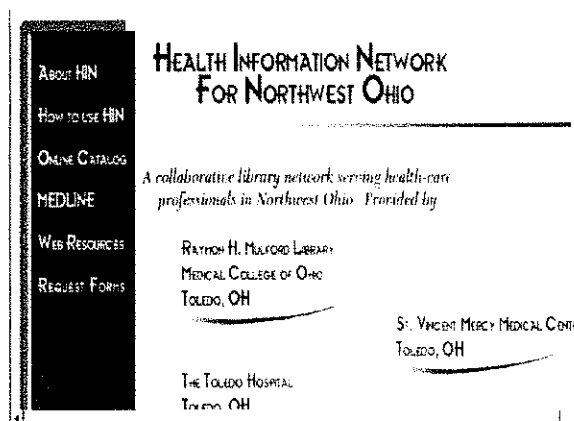 About HIN
How to use HIN
Online Catalog
MEDLINE
Web Resources
Request Forms
Health Information Network
For Northwest Ohio
A collaborative library network serving health-care
professionals in Northwest Ohio Provided by
Raymon H. Mulford Library
Medical College of Ohio
Toledo, OH
St. Vincent Mercy Medical Cent
Toledo, OH
The Toledo Hospital
Toledo, OH